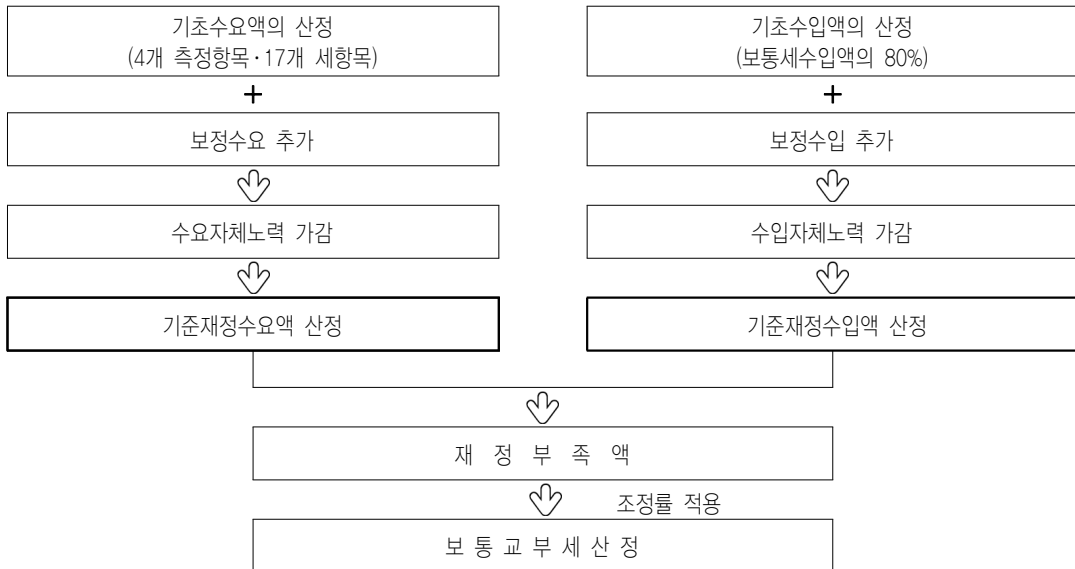 기초수요액의 산정
(4개 측정항목·17개 세항목)
+
보정수요 추가
수요자체노력 가감
기준재정수요액 산정
기초수입액의 산정
(보통세수입액의 80%)
+
보정수입 추가
수입자체노력 가감
기준재정수입액 산정
재 정 부 족 액
조정률 적용
보 통 교 부 세 산 정